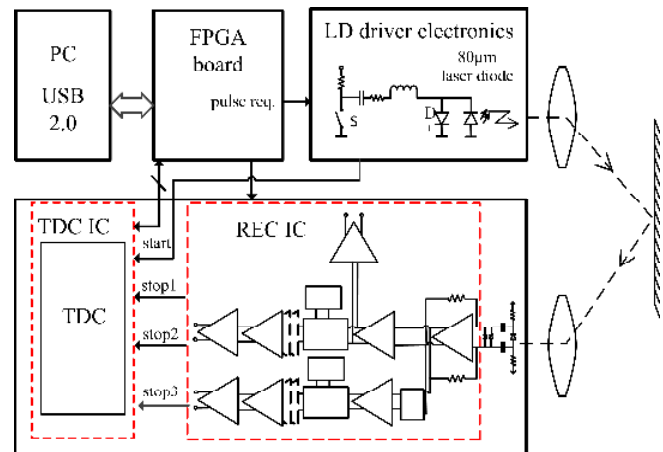 PC
USB
2.0
FPGA
board
pulse req.
LD driver electronics
80µm
laser diode
S
D
TDC IC
start
TDC
stop1
stop2
stop3
REC IC